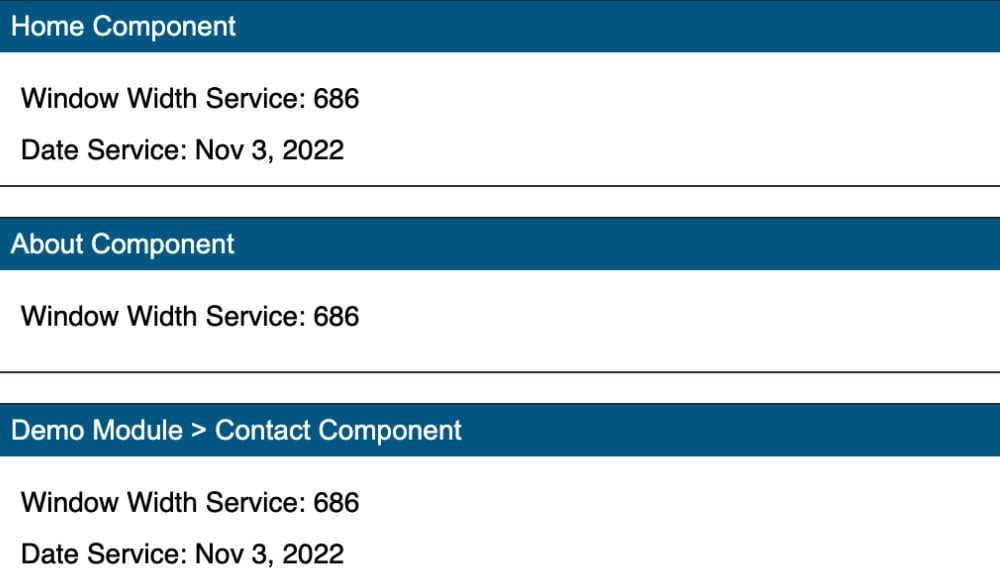 Home Component
Window Width Service: 686
Date Service: Nov 3, 2022
About Component
Window Width Service: 686
Demo Module > Contact Component
Window Width Service: 686
Date Service: Nov 3, 2022